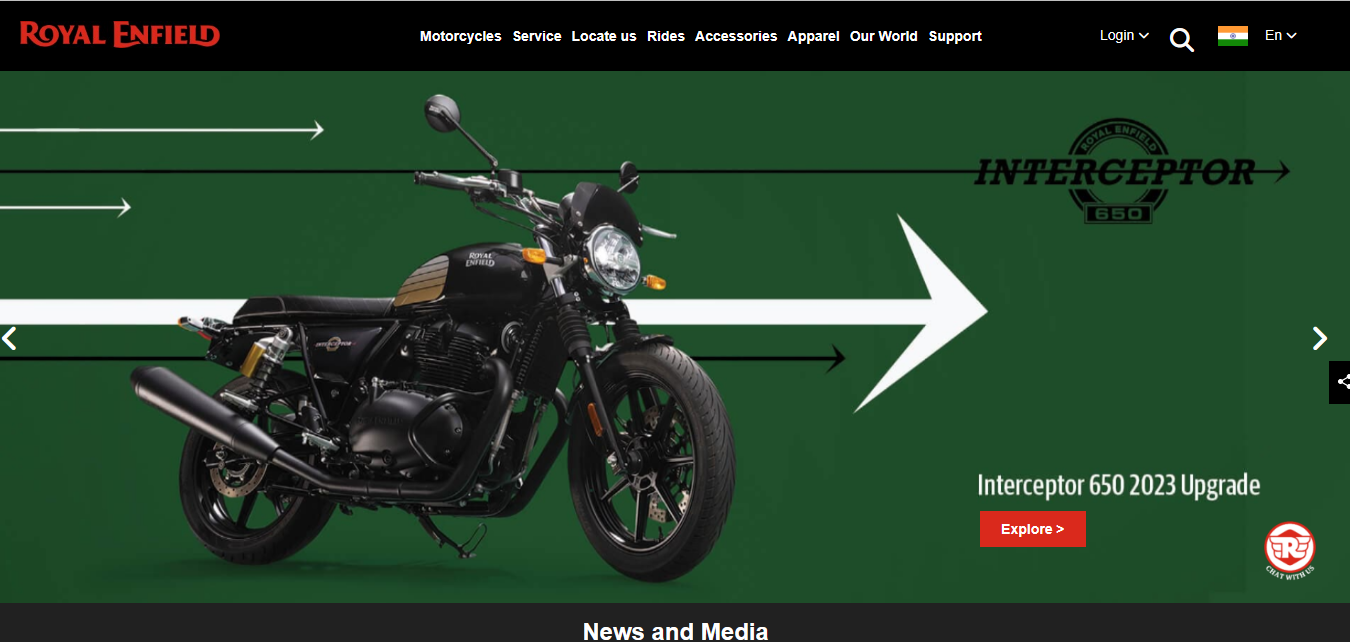 ROYAL ENFIELD
Motorcycles Service Locate us Rides Accessories Apparel Our World Support
Login En
ROYAL ENFIELD
INTERCEPTOR
650
ROYAL
ENFIELD
INTERCEPTOR
Interceptor 650 2023 Upgrade
Explore >
R
CHAT WITH US
News and Media